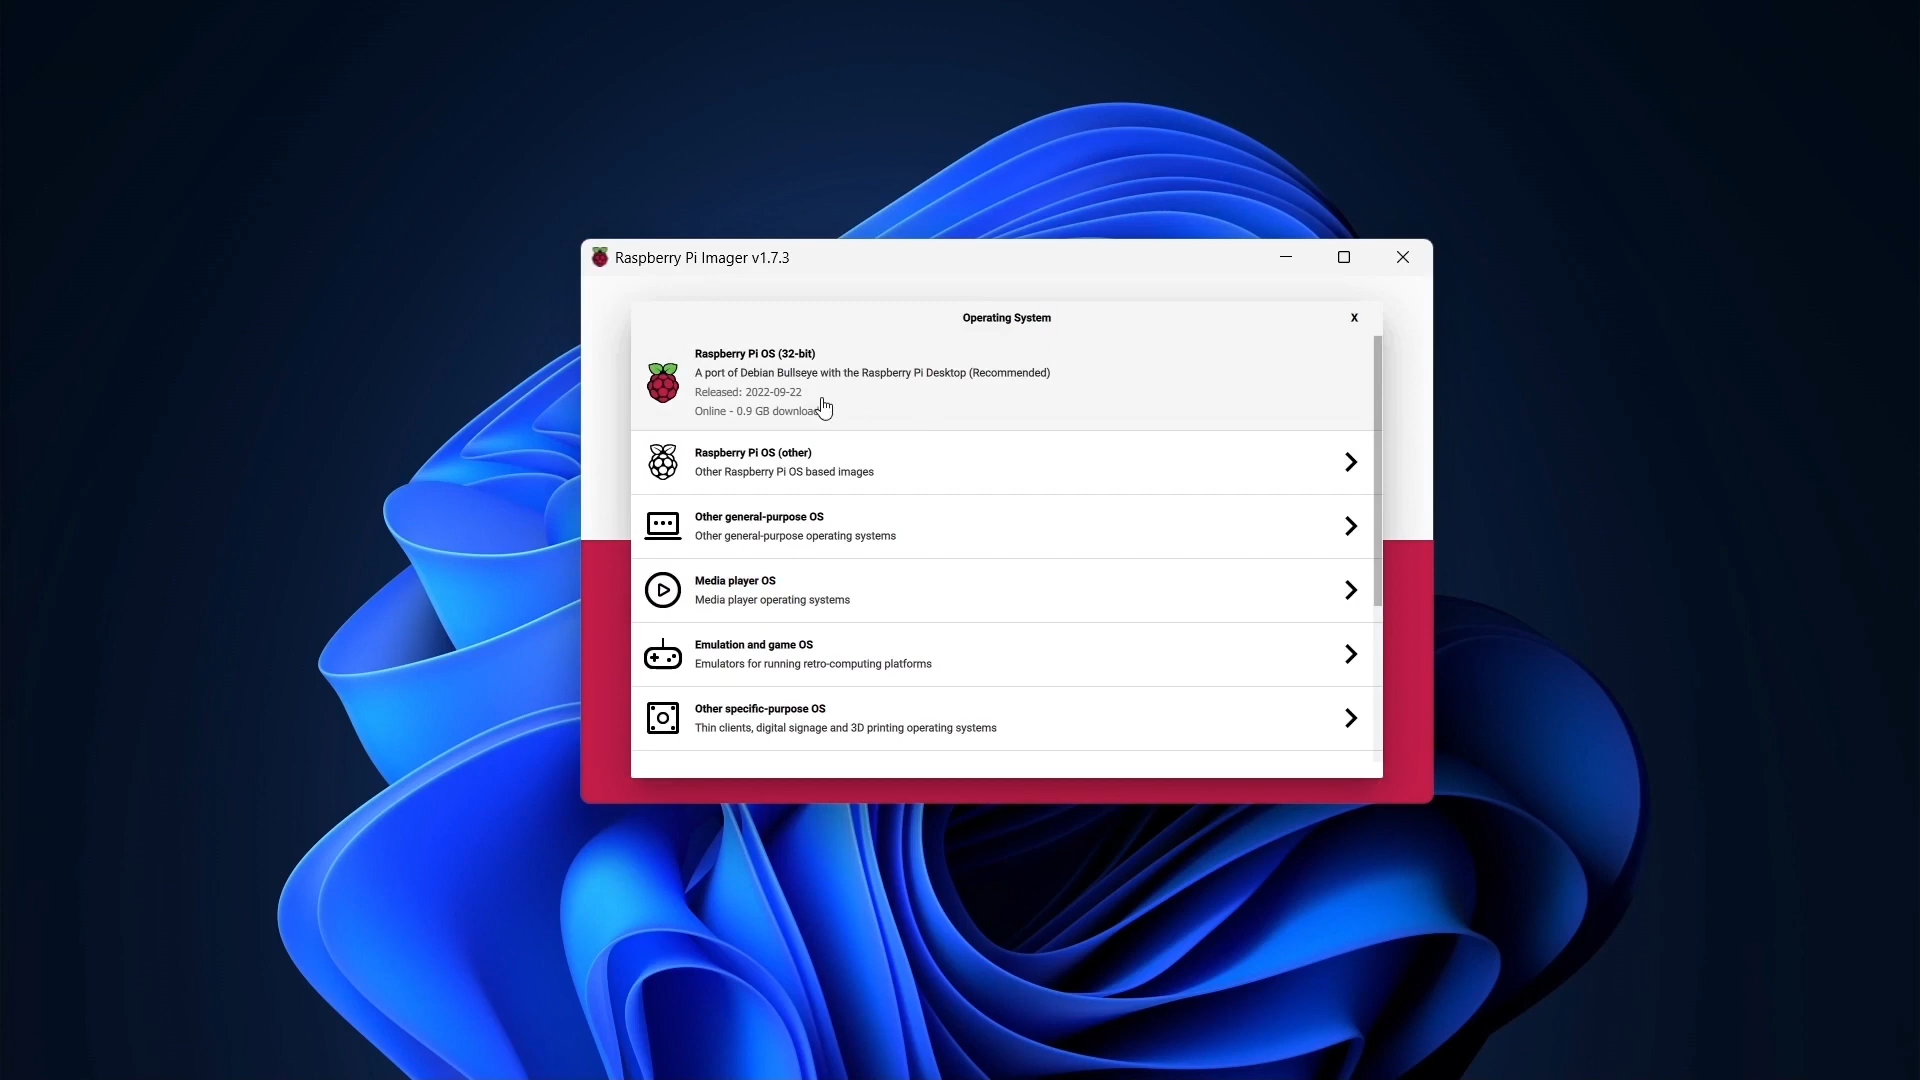 Raspberry Pi Imager v1.7.3
Operating System
X
Raspberry Pi OS (32-bit)
A port of Debian Bullseye with the Raspberry Pi Desktop (Recommended)
Released: 2022-09-22
Online - 0.9 GB download
Raspberry Pi OS (other)
Other Raspberry Pi OS based images
Other general-purpose OS
Other general-purpose operating systems
Media player OS
Media player operating systems
Emulation and game OS
Emulators for running retro-computing platforms
Other specific-purpose OS
Thin clients, digital signage and 3D printing operating systems